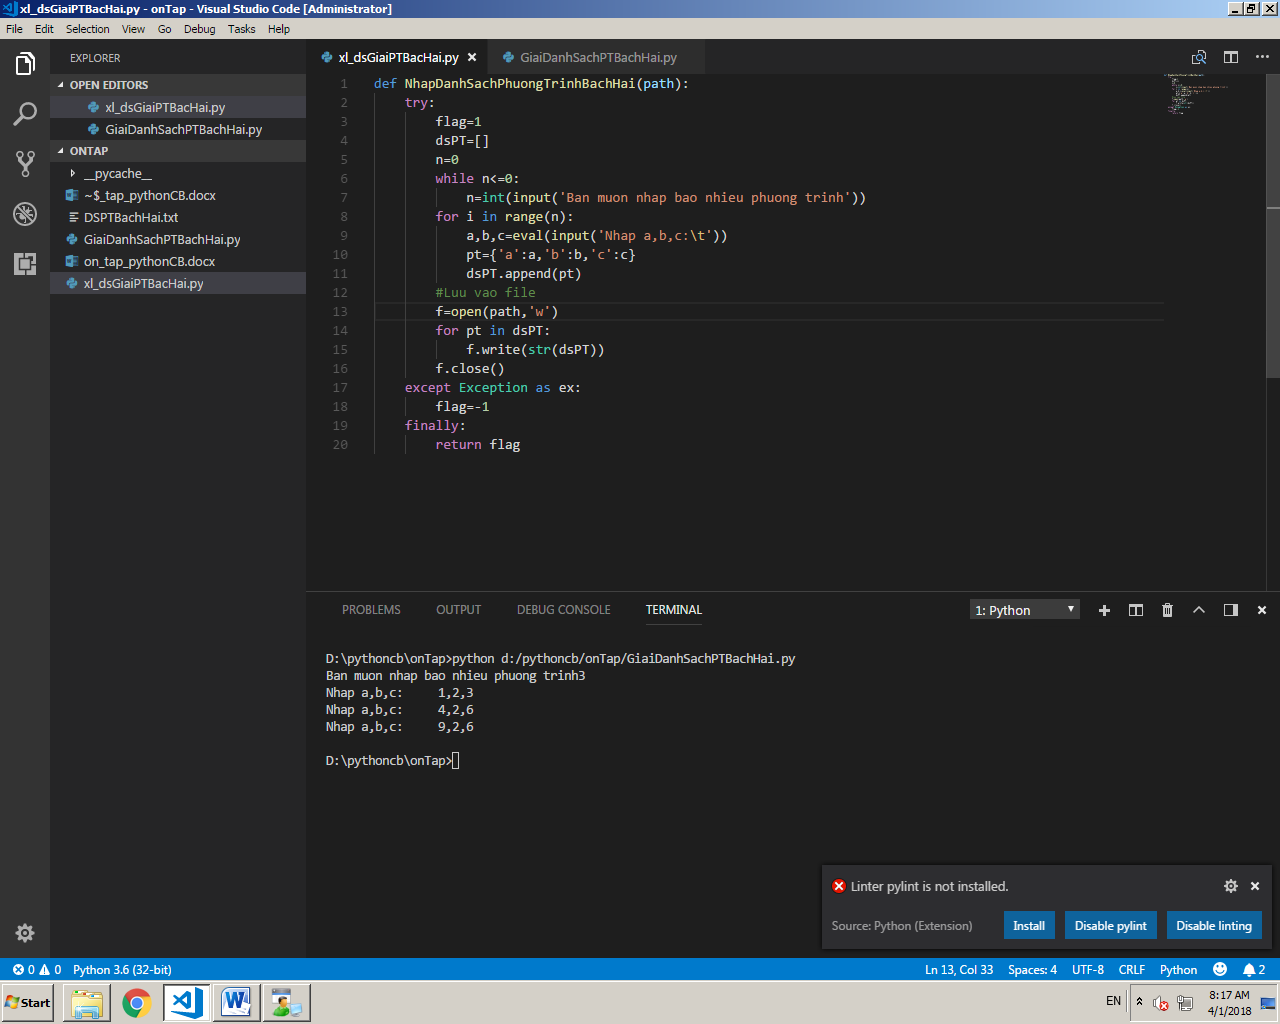 xl_dsGiaiPTBacHai.py - onTap - Visual Studio Code [Administrator]
File Edit Selection View Go Debug Tasks Help
EXPLORER
OPEN EDITORS
xl_dsGiaiPTBacHai.py
GiaiDanhSachPTBachHai.py
ONTAP
__pycache__
~$_tap_pythonCB.docx
DSPTBachHai.txt
GiaiDanhSachPTBachHai.py
on_tap_pythonCB.docx
xl_dsGiaiPTBacHai.py
xl_dsGiaiPTBacHai.py GiaiDanhSachPTBachHai.py
1 def NhapDanhSachPhuongTrinhBachHai(path):
2 try:
3 flag=1
4 dsPT=[]
5 n=0
6 while n<=0:
7 n=int(input('Ban muon nhap bao nhieu phuong trinh'))
8 for i in range(n):
9 a,b,c=eval(input('Nhap a,b,c:\t'))
10 pt={'a':a,'b':b,'c':c}
11 dsPT.append(pt)
12 #Luu vao file
13 f=open(path,'w')
14 for pt in dsPT:
15 f.write(str(dsPT))
16 f.close()
17 except Exception as ex:
18 flag=-1
19 finally:
20 return flag
PROBLEMS OUTPUT DEBUG CONSOLE TERMINAL 1: Python
D:\pythoncb\onTap>python d:/pythoncb/onTap/GiaiDanhSachPTBachHai.py
Ban muon nhap bao nhieu phuong trinh3
Nhap a,b,c: 1,2,3
Nhap a,b,c: 4,2,6
Nhap a,b,c: 9,2,6
D:\pythoncb\onTap>
Linter pylint is not installed.
Source: Python (Extension) Install Disable pylint Disable linting
0 0 Python 3.6 (32-bit) Ln 13, Col 33 Spaces: 4 UTF-8 CRLF Python 2
Start EN 8:17 AM
4/1/2018